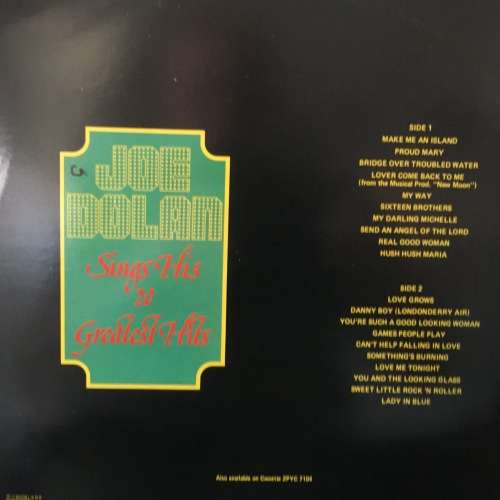 JOE
DOLAN
Sings His
20
Greatest Hits
SIDE 1
MAKE ME AN ISLAND
PROUD MARY
BRIDGE OVER TROUBLED WATER
LOVER COME BACK TO ME
(from the Musical Prod. "New Moon")
MY WAY
SIXTEEN BROTHERS
MY DARLING MICHELLE
SEND AN ANGEL OF THE LORD
REAL GOOD WOMAN
HUSH HUSH MARIA
SIDE 2
LOVE GROWS
DANNY BOY (LONDONDERRY AIR)
YOU'RE SUCH A GOOD LOOKING WOMAN
GAMES PEOPLE PLAY
CAN'T HELP FALLING IN LOVE
SOMETHING'S BURNING
LOVE ME TONIGHT
YOU AND THE LOOKING GLASS
SWEET LITTLE ROCK 'N ROLLER
LADY IN BLUE
Also available on Cassette ZPYC 7104